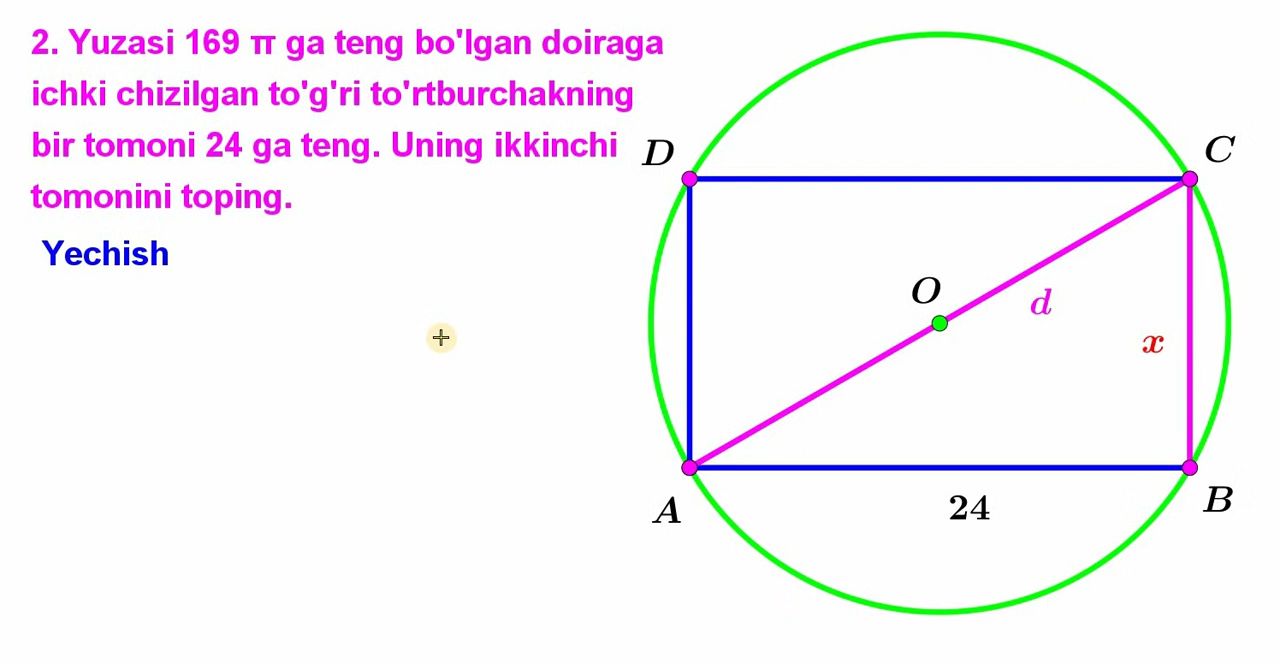 2. Yuzasi 169 π ga teng bo'lgan doiraga
ichki chizilgan to'g'ri to'rtburchakning
bir tomoni 24 ga teng. Uning ikkinchi
tomonini toping.
Yechish
D
C
O
d
x
A
24
B